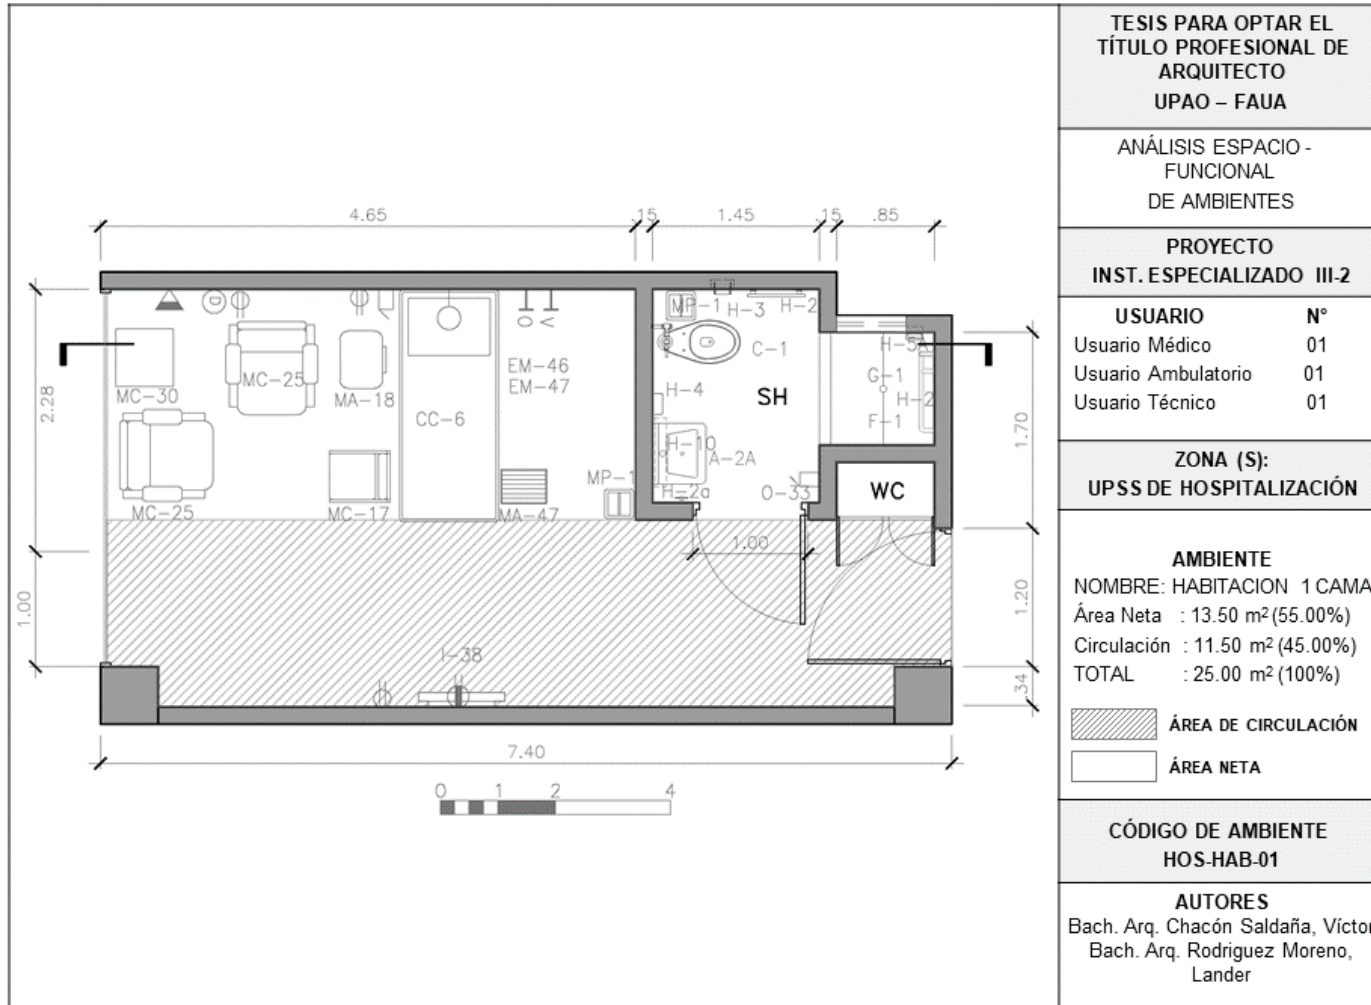 4.65
.15
1.45
.15
.85
2.28
1.00
1.70
1.20
.34
MC-30
MC-25
MC-25
MA-18
MC-17
CC-6
O
V
EM-46
EM-47
MA-47
MP-1
MP-1
H-3
H-2
C-1
H-4
SH
H-10
A-2A
H-2a
O-33
G-1
H-2
F-1
WC
1.00
I-38
7.40
0 1 2 4
TESIS PARA OPTAR EL
TÍTULO PROFESIONAL DE
ARQUITECTO
UPAO – FAUA
ANÁLISIS ESPACIO -
FUNCIONAL
DE AMBIENTES
PROYECTO
INST. ESPECIALIZADO III-2
USUARIO N°
Usuario Médico 01
Usuario Ambulatorio 01
Usuario Técnico 01
ZONA (S):
UPSS DE HOSPITALIZACIÓN
AMBIENTE
NOMBRE: HABITACION 1 CAMA
Área Neta : 13.50 m² (55.00%)
Circulación : 11.50 m² (45.00%)
TOTAL : 25.00 m² (100%)
ÁREA DE CIRCULACIÓN
ÁREA NETA
CÓDIGO DE AMBIENTE
HOS-HAB-01
AUTORES
Bach. Arq. Chacón Saldaña, Víctor
Bach. Arq. Rodriguez Moreno,
Lander